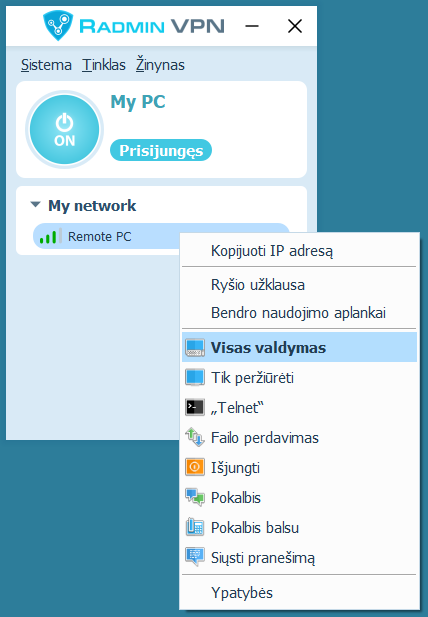 RADMIN VPN
Sistema Tinklas Žinynas
My PC
ON
Prisijungęs
My network
Remote PC
Kopijuoti IP adresą
Ryšio užklausa
Bendro naudojimo aplankai
Visas valdymas
Tik peržiūrėti
„Telnet“
Failo perdavimas
Išjungti
Pokalbis
Pokalbis balsu
Siųsti pranešimą
Ypatybės